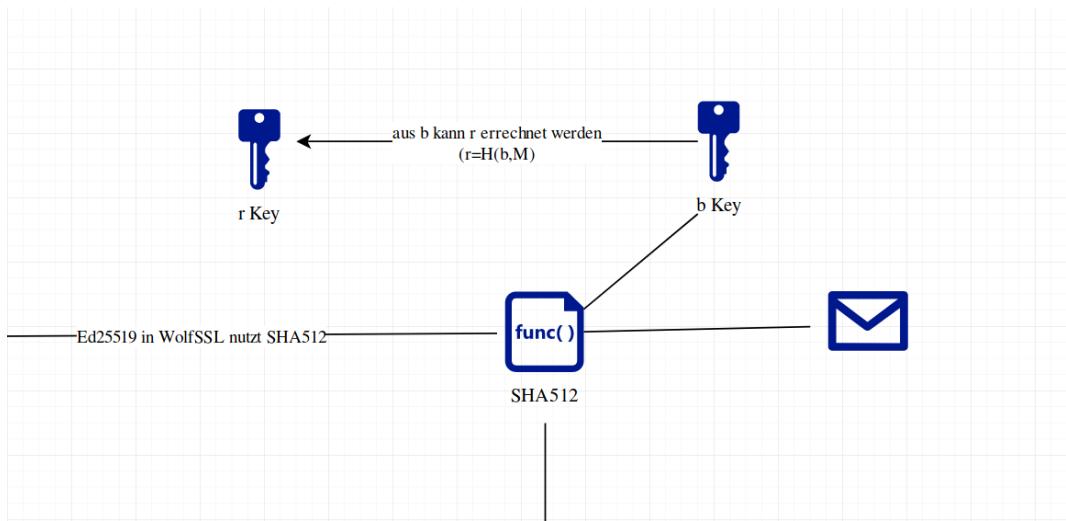 aus b kann r errechnet werden
(r=H(b,M)
r Key
b Key
Ed25519 in WolfSSL nutzt SHA512
func( )
SHA512